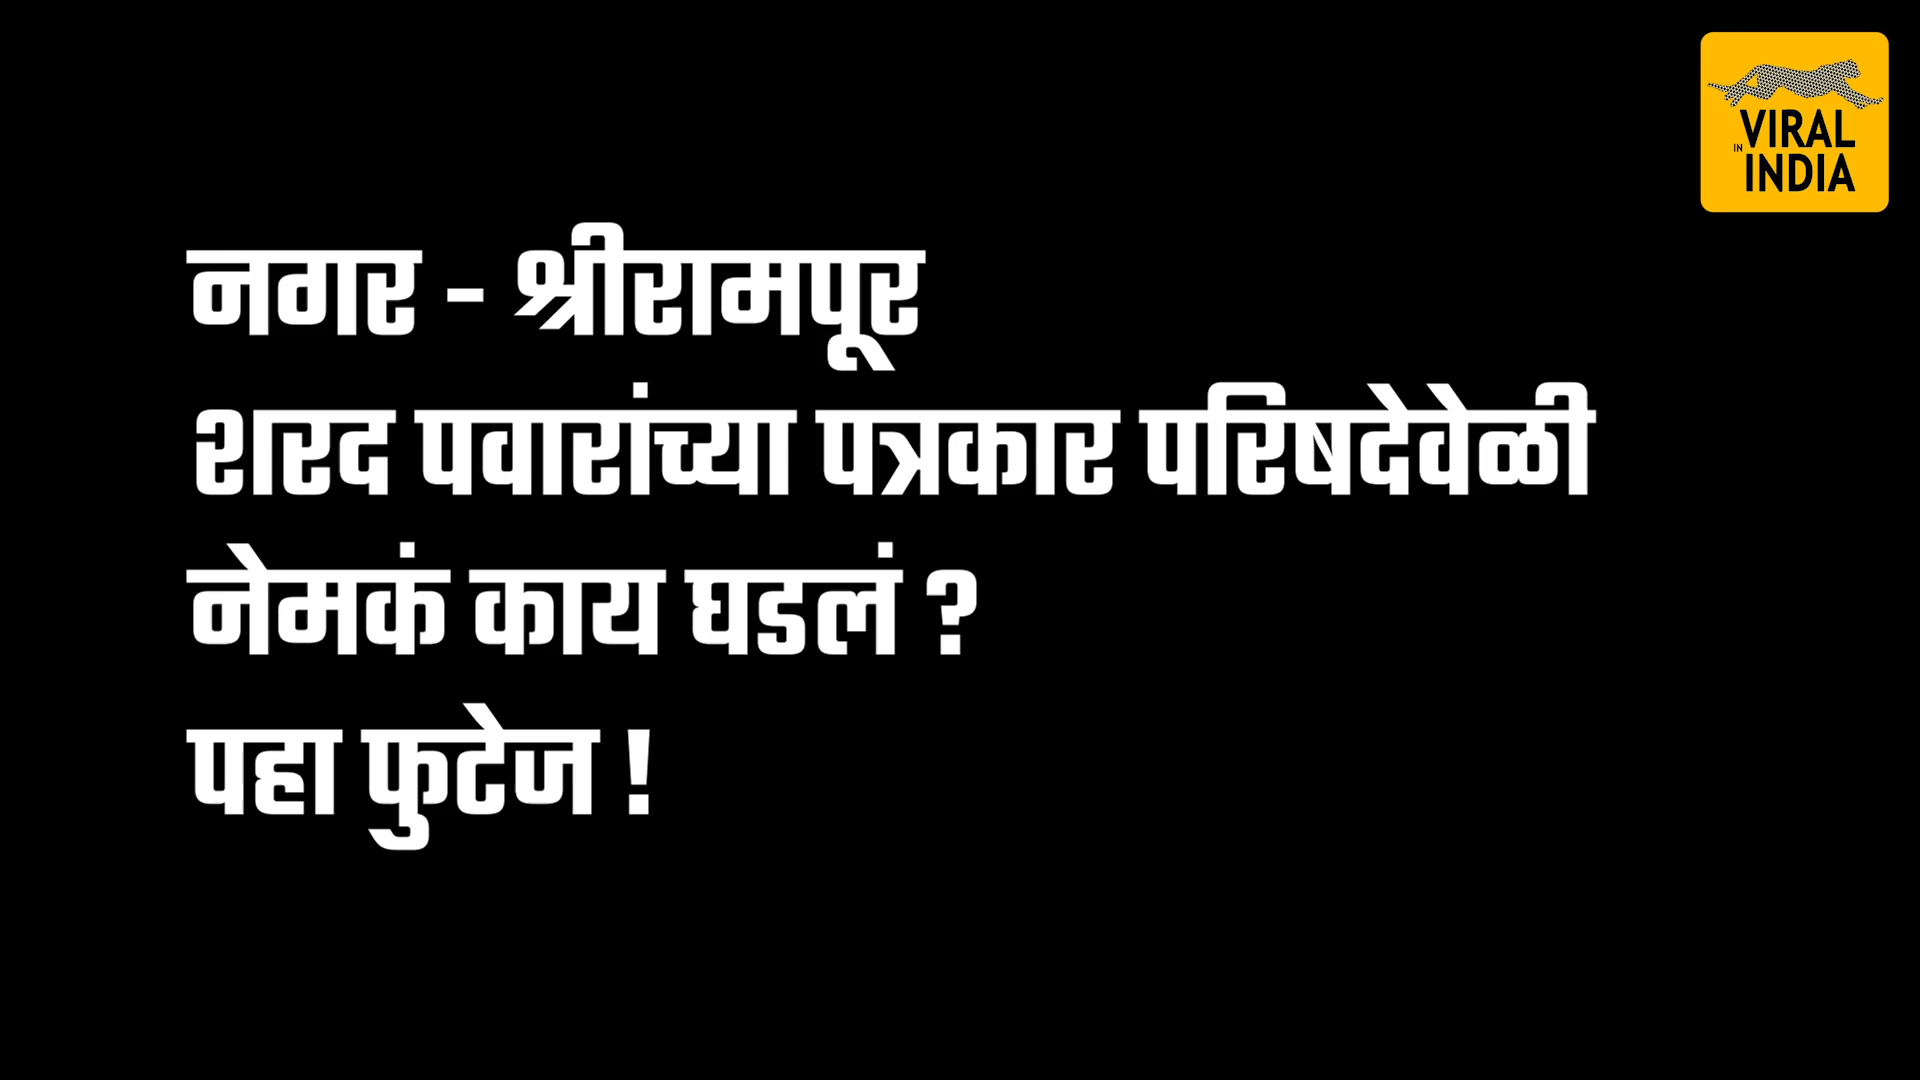 नगर - श्रीरामपूर
शरद पवारांच्या पत्रकार परिषदेवेळी
नेमकं काय घडलं ?
पहा फुटेज !
VIRAL
IN INDIA